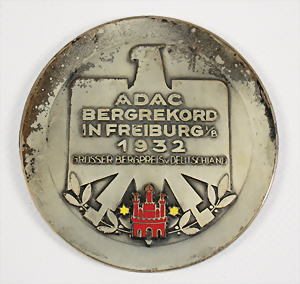 ADAC
BERGREKORD
IN FREIBURG i/B
1932
GROSSER BERGPREIS v. DEUTSCHLAND